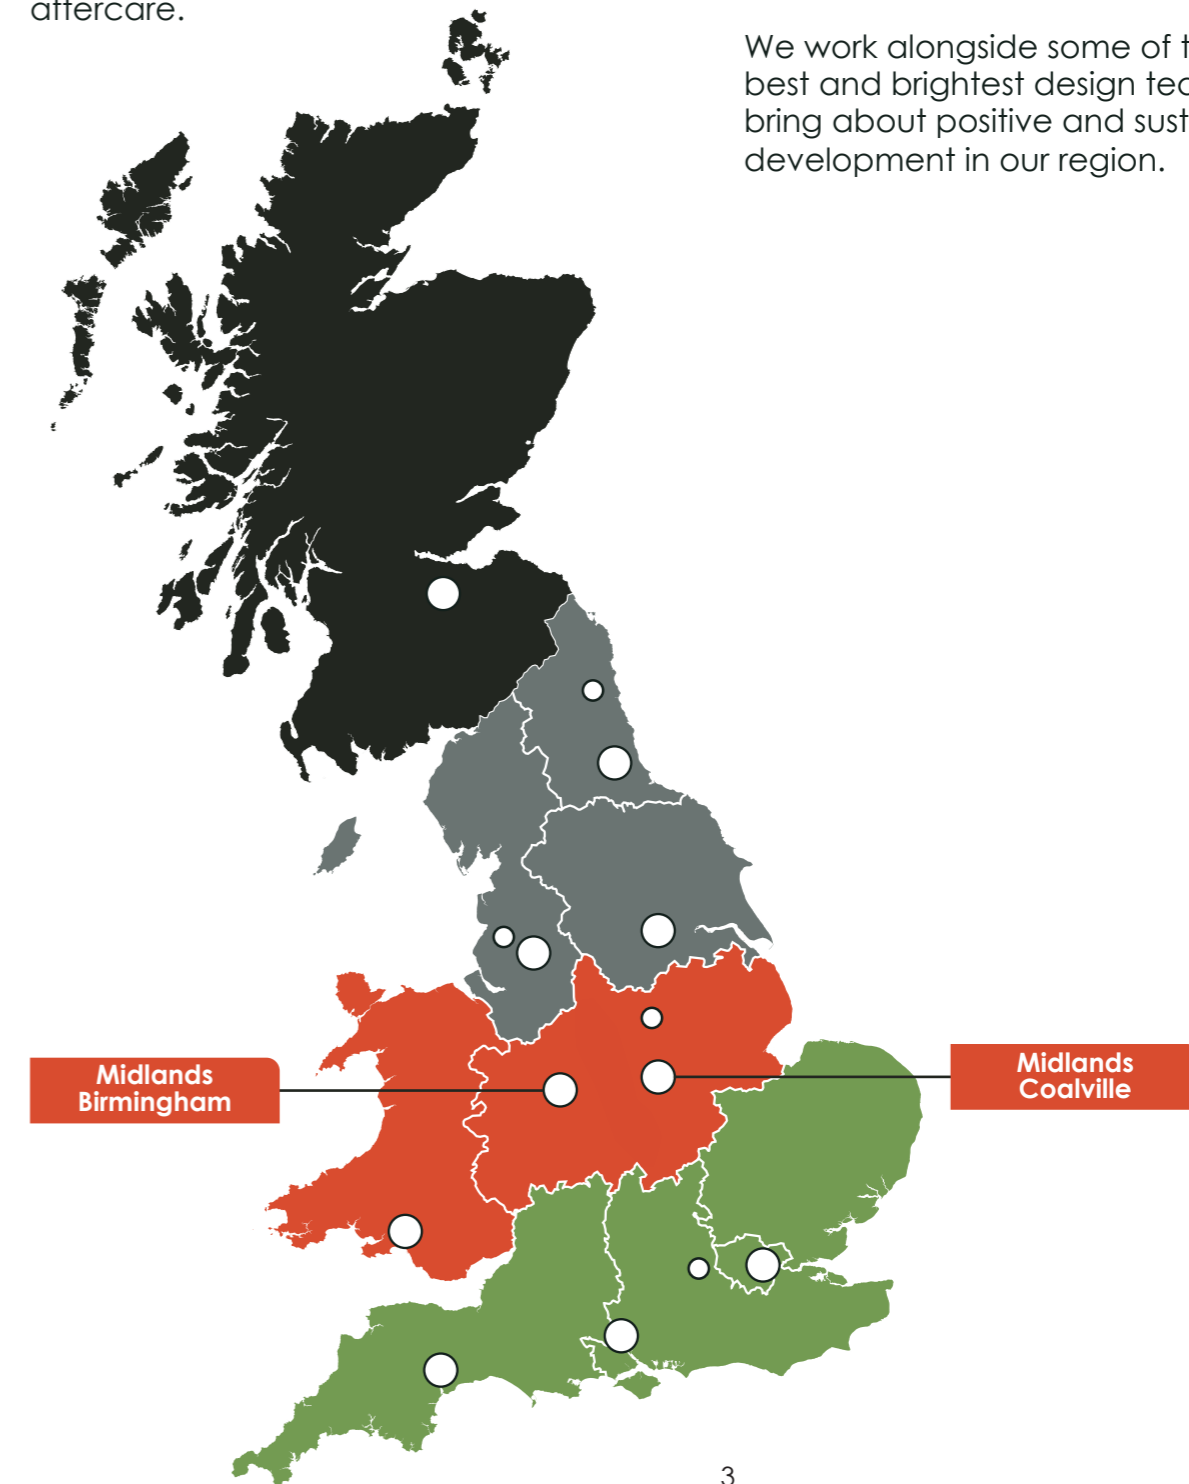 aftercare.
We work alongside some of t
best and brightest design tea
bring about positive and sust
development in our region.
Midlands
Birmingham
Midlands
Coalville
3